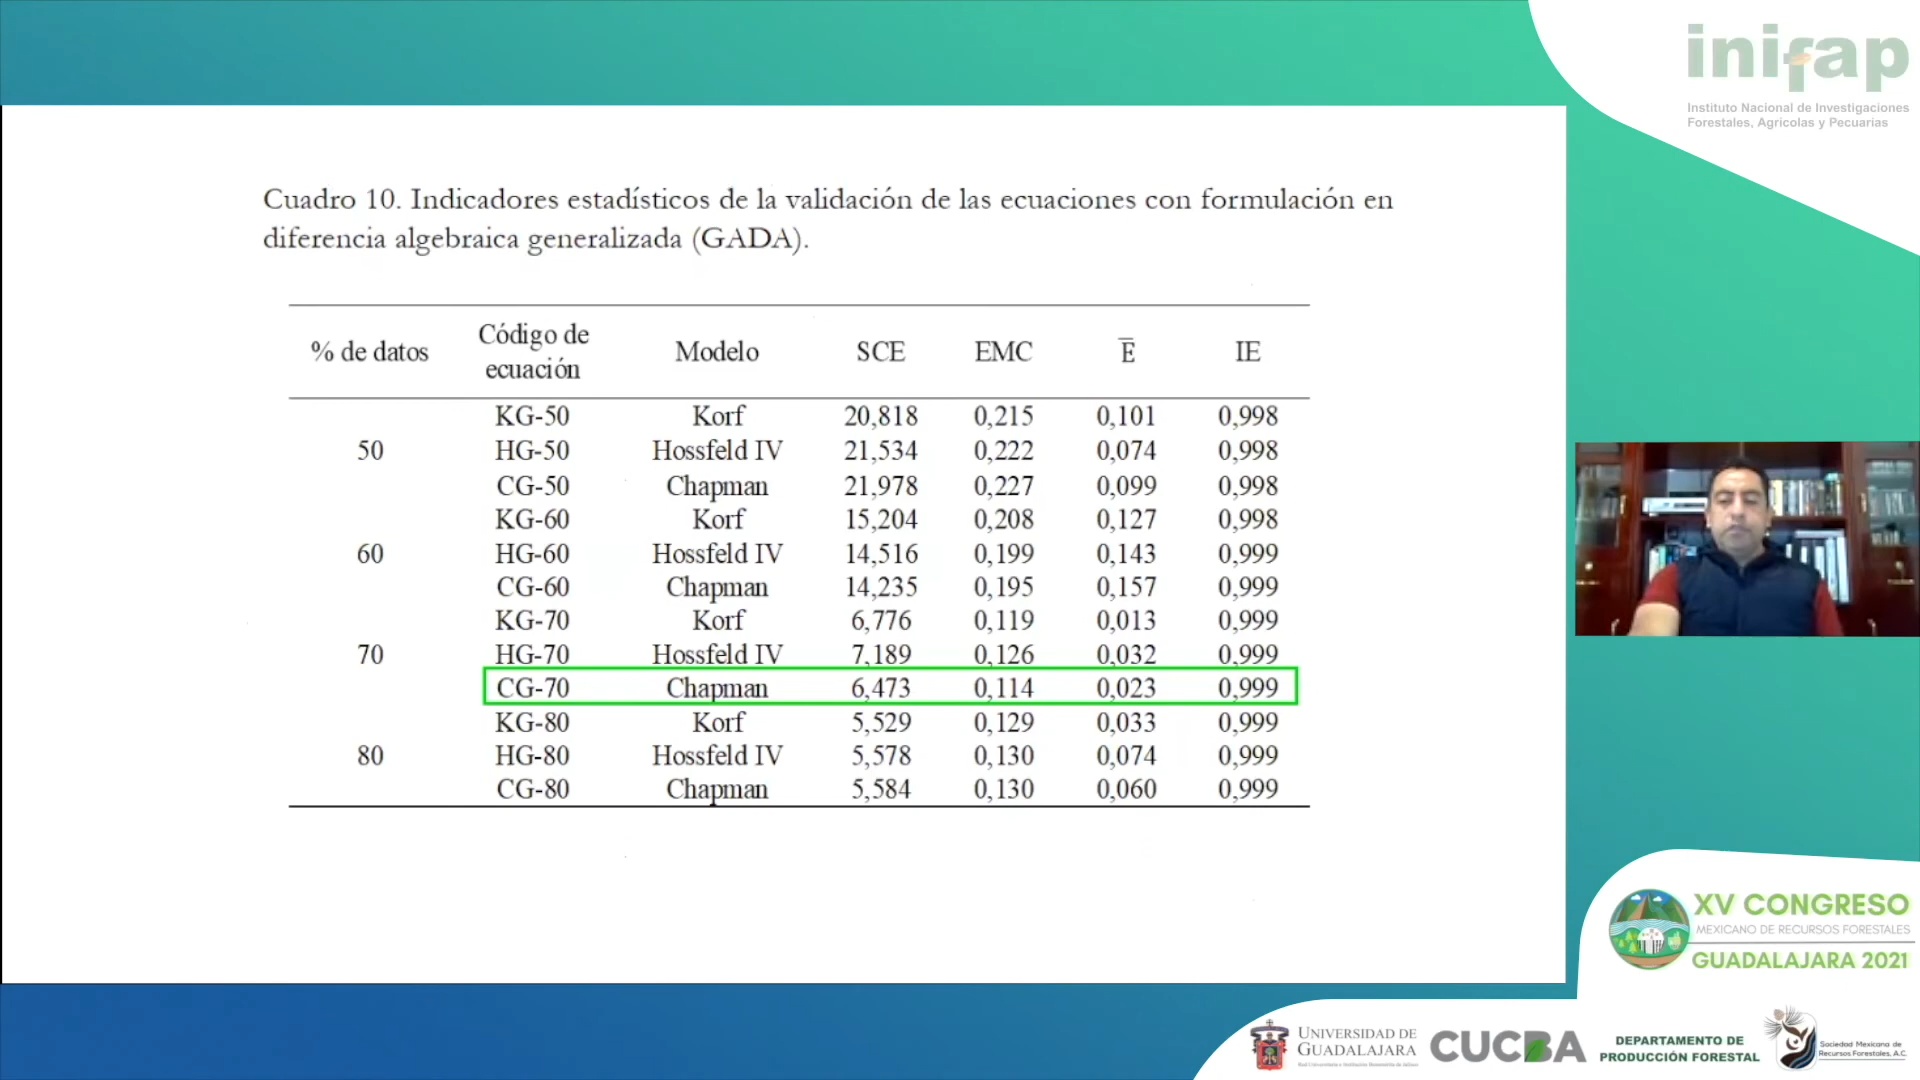 inifap
Instituto Nacional de Investigaciones
Forestales, Agrícolas y Pecuarias
Cuadro 10. Indicadores estadísticos de la validación de las ecuaciones con formulación en
diferencia algebraica generalizada (GADA).
% de datos Código de ecuación Modelo SCE EMC E̅ IE
KG-50 Korf 20,818 0,215 0,101 0,998
50 HG-50 Hossfeld IV 21,534 0,222 0,074 0,998
CG-50 Chapman 21,978 0,227 0,099 0,998
KG-60 Korf 15,204 0,208 0,127 0,998
60 HG-60 Hossfeld IV 14,516 0,199 0,143 0,999
CG-60 Chapman 14,235 0,195 0,157 0,999
KG-70 Korf 6,776 0,119 0,013 0,999
70 HG-70 Hossfeld IV 7,189 0,126 0,032 0,999
CG-70 Chapman 6,473 0,114 0,023 0,999
KG-80 Korf 5,529 0,129 0,033 0,999
80 HG-80 Hossfeld IV 5,578 0,130 0,074 0,999
CG-80 Chapman 5,584 0,130 0,060 0,999
XV CONGRESO
MEXICANO DE RECURSOS FORESTALES
GUADALAJARA 2021
UNIVERSIDAD DE
GUADALAJARA
CUCBA
DEPARTAMENTO DE
PRODUCCIÓN FORESTAL
Sociedad Mexicana de
Recursos Forestales, A.C.